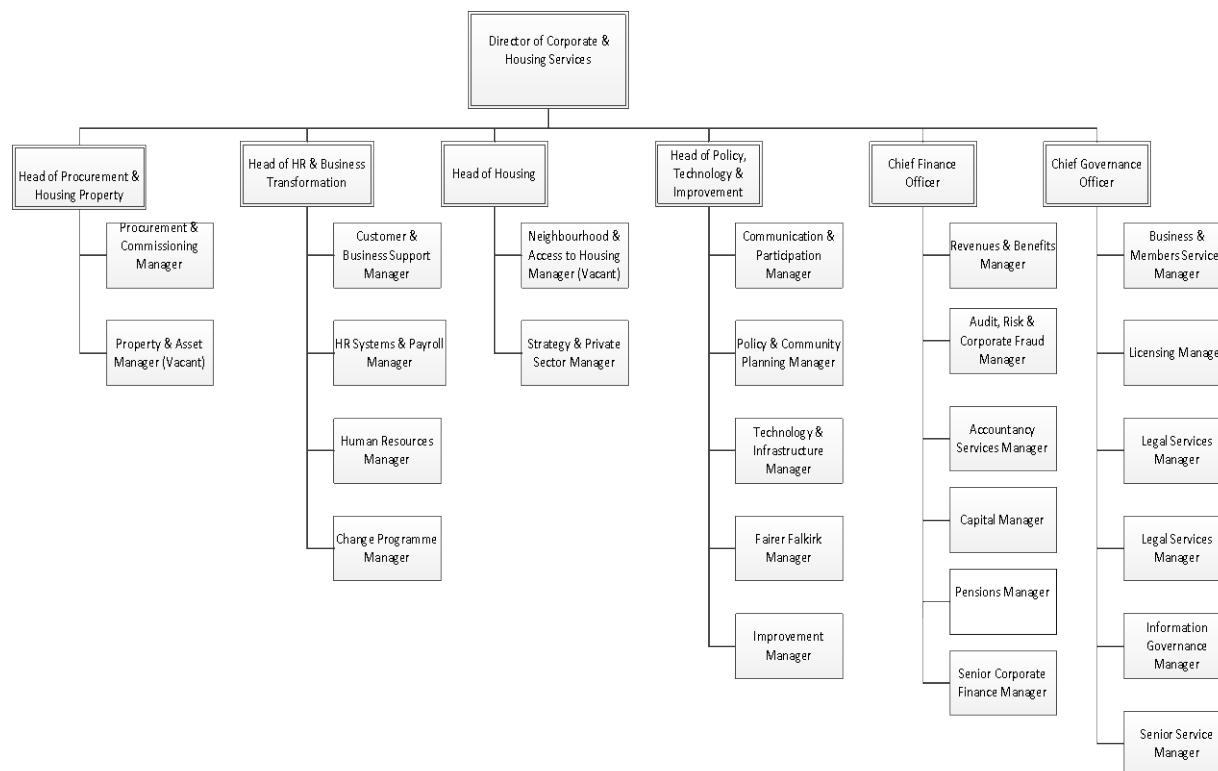 Director of Corporate &
Housing Services
Head of Procurement &
Housing Property
Head of HR & Business
Transformation
Head of Housing
Head of Policy,
Technology &
Improvement
Chief Finance
Officer
Chief Governance
Officer
Procurement &
Commissioning
Manager
Property & Asset
Manager (Vacant)
Customer &
Business Support
Manager
HR Systems & Payroll
Manager
Human Resources
Manager
Change Programme
Manager
Neighbourhood &
Access to Housing
Manager (Vacant)
Strategy & Private
Sector Manager
Communication &
Participation
Manager
Policy & Community
Planning Manager
Technology &
Infrastructure
Manager
Fairer Falkirk
Manager
Improvement
Manager
Revenues & Benefits
Manager
Audit, Risk &
Corporate Fraud
Manager
Accountancy
Services Manager
Capital Manager
Pensions Manager
Senior Corporate
Finance Manager
Business &
Members Service
Manager
Licensing Manage
Legal Services
Manager
Legal Services
Manager
Information
Governance
Manager
Senior Service
Manager